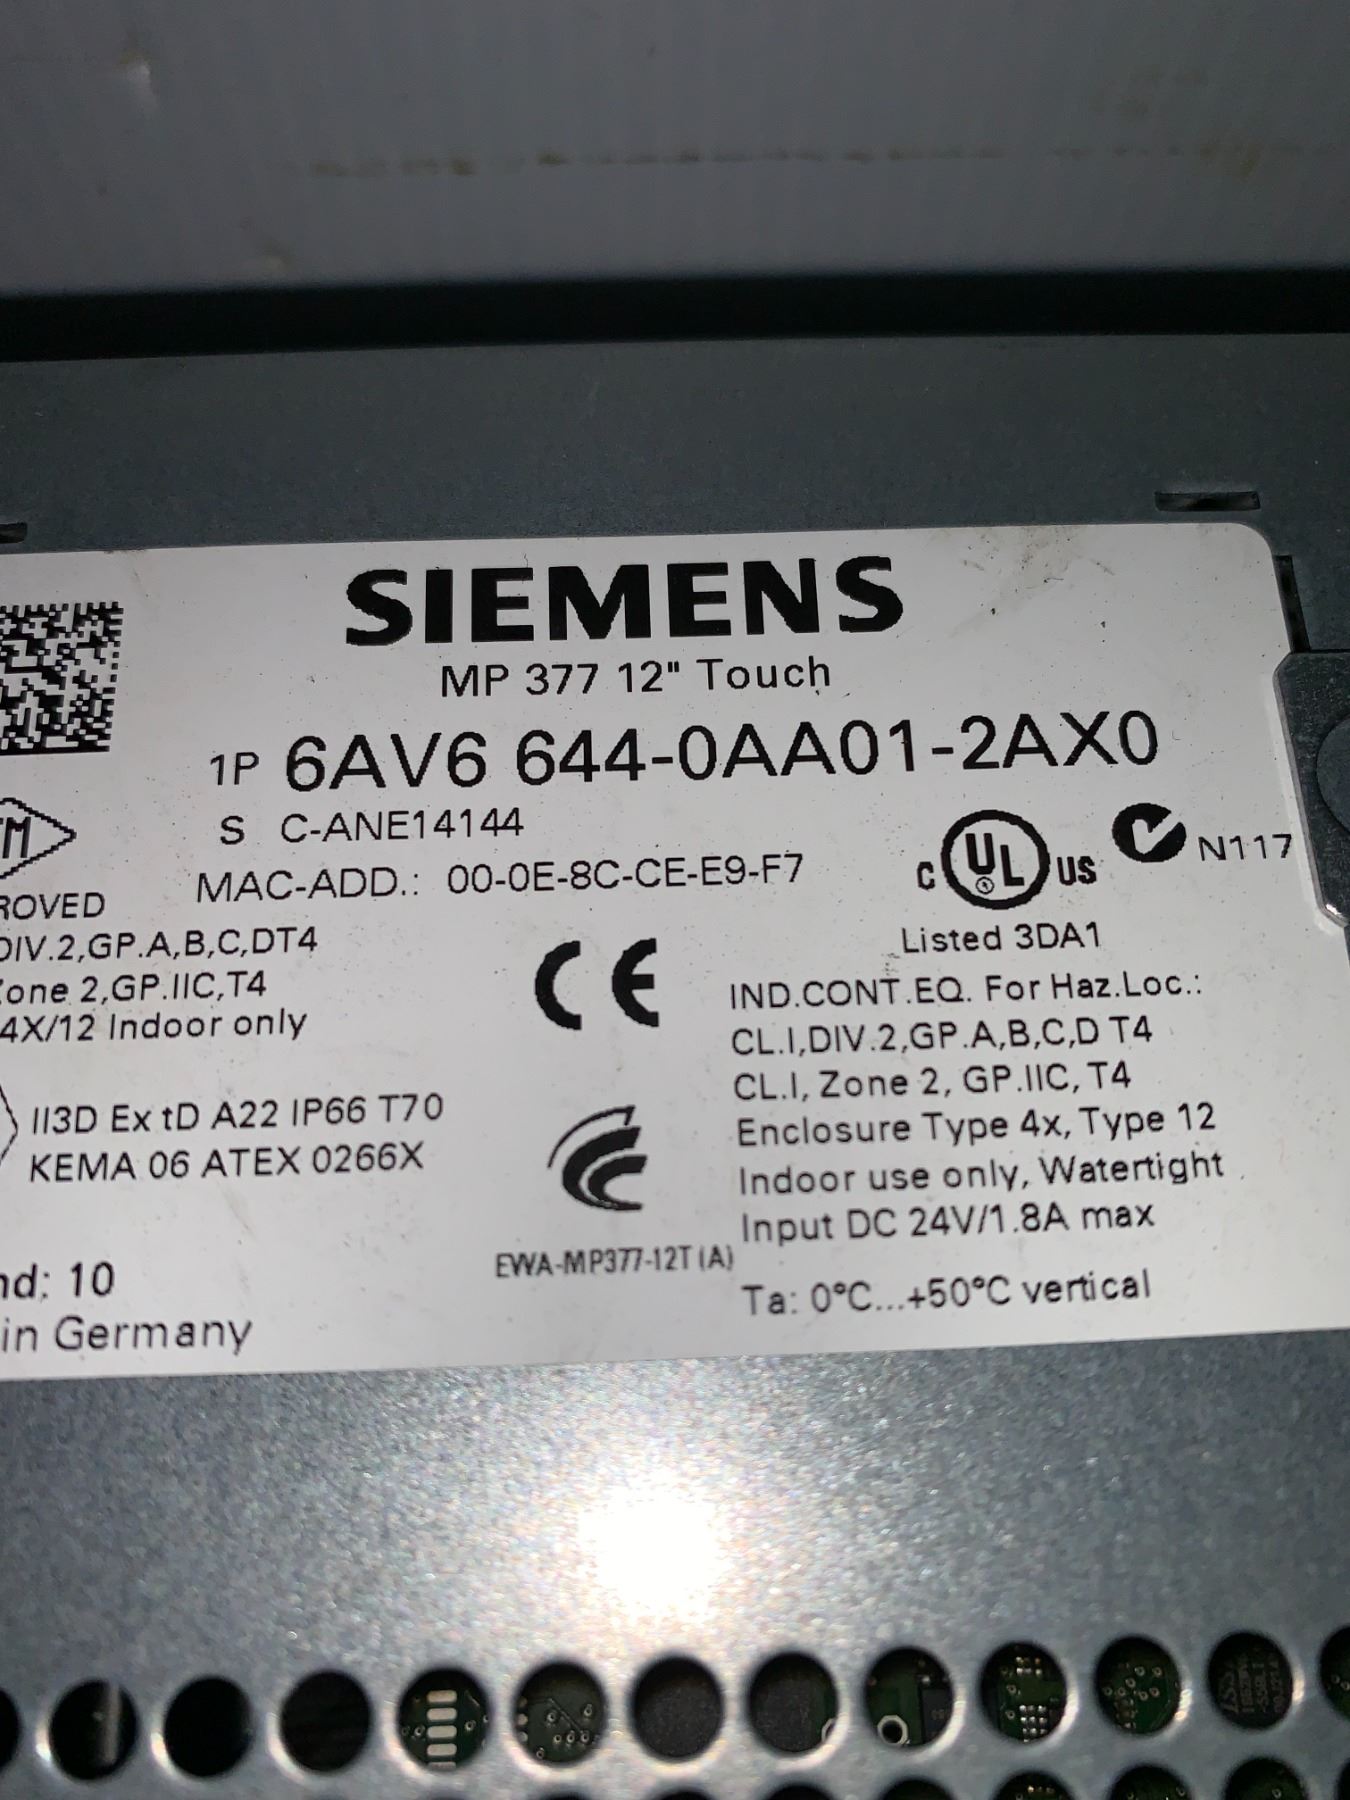 SIEMENS
MP 377 12" Touch
1P 6AV6 644-0AA01-2AX0
S C-ANE14144
MAC-ADD.: 00-0E-8C-CE-E9-F7
C UL US N117
Listed 3DA1
FM
ROVED
DIV.2,GP.A,B,C,DT4
Zone 2,GP.IIC,T4
4X/12 Indoor only
CE
IND.CONT.EQ. For Haz.Loc.:
CL.I,DIV.2,GP.A,B,C,D T4
CL.I, Zone 2, GP.IIC, T4
Enclosure Type 4x, Type 12
Indoor use only, Watertight
Input DC 24V/1.8A max
Ta: 0°C...+50°C vertical
II3D Ex tD A22 IP66 T70
KEMA 06 ATEX 0266X
EWA-MP377-12T(A)
nd: 10
in Germany